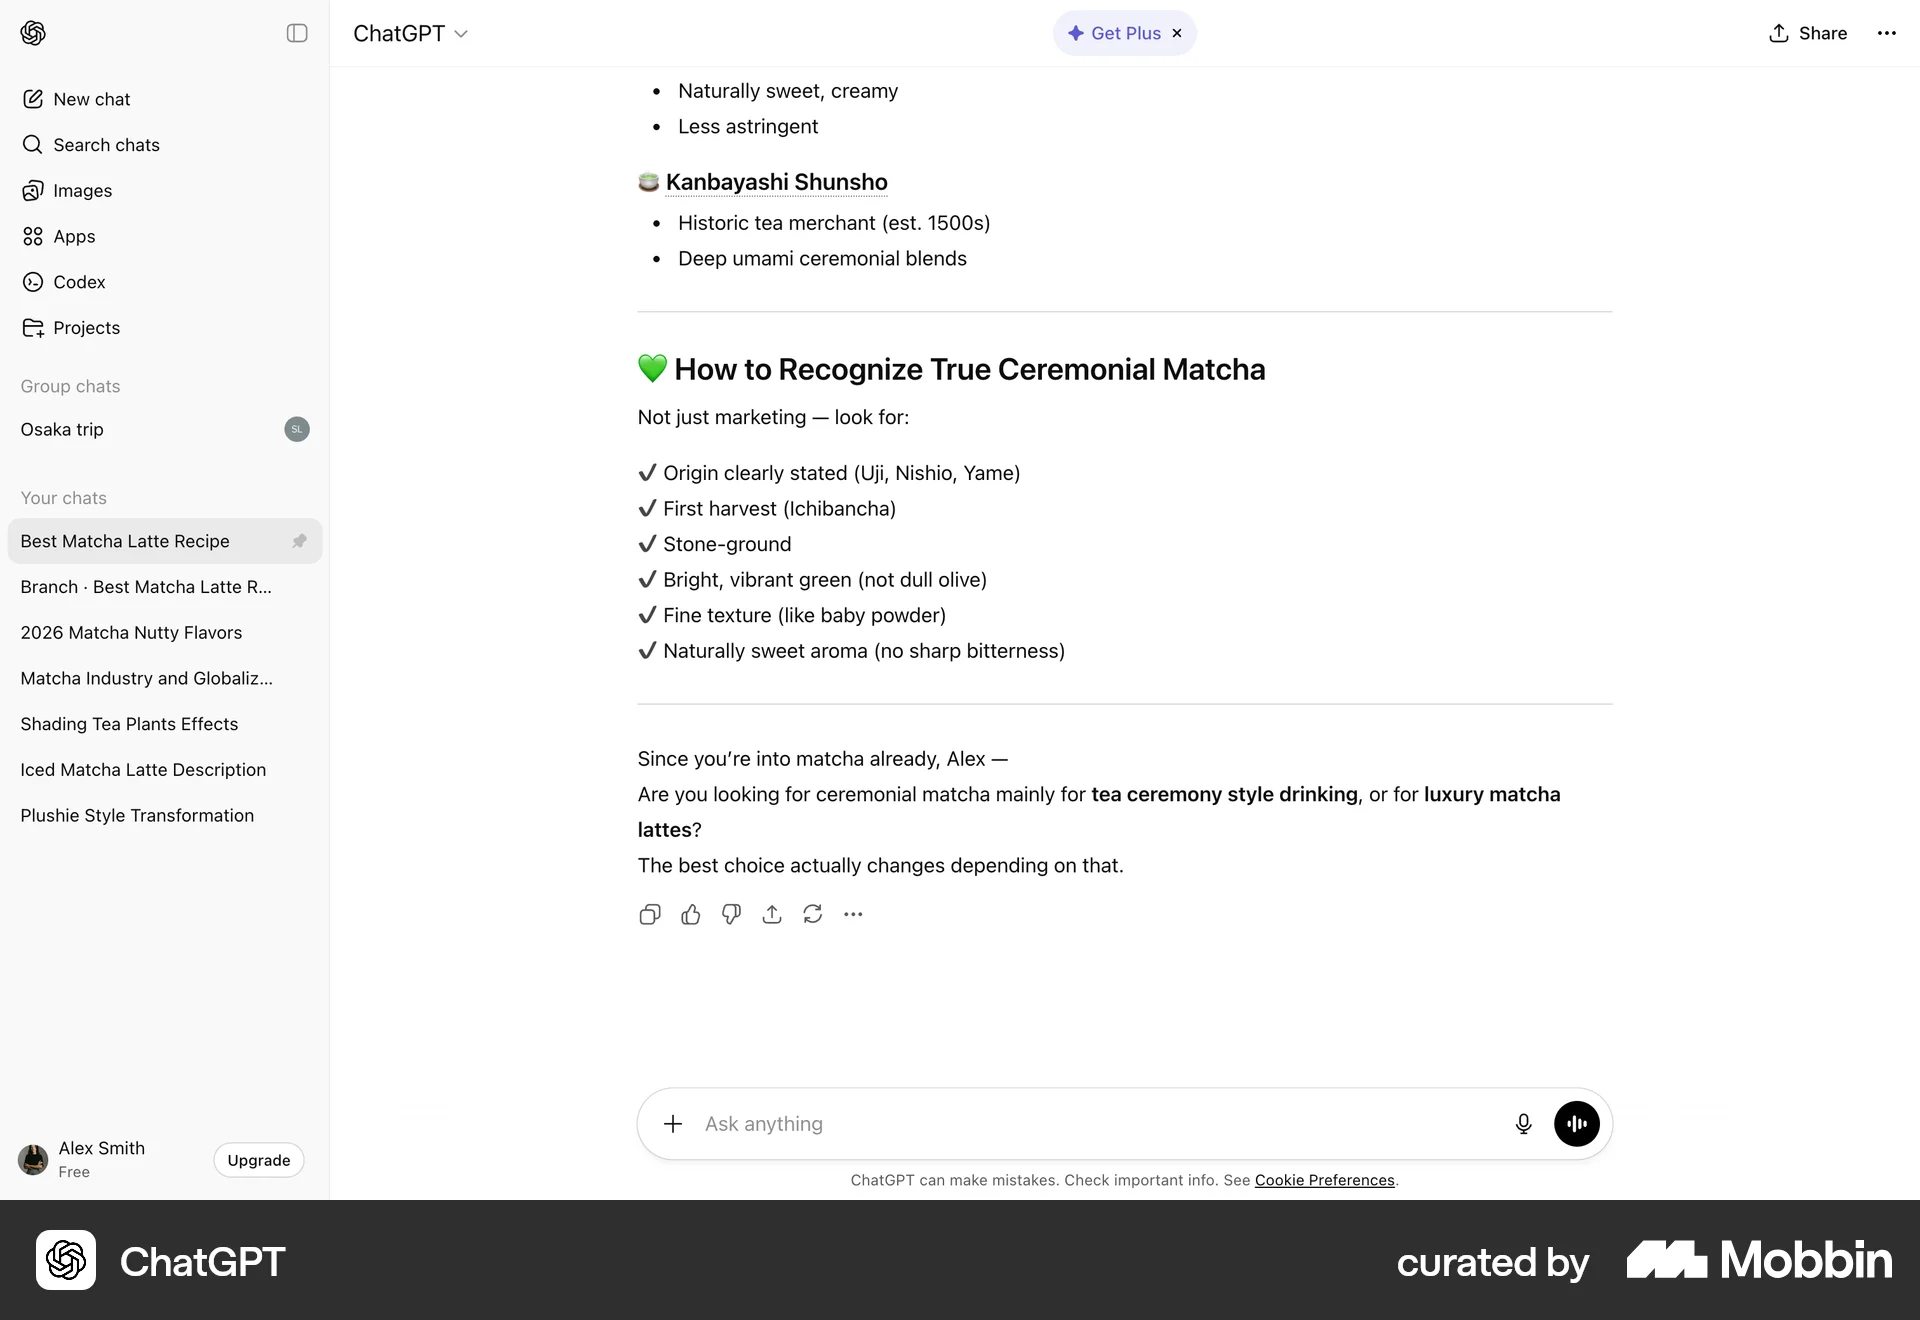 New chat
Search chats
Images
Apps
Codex
Projects
Group chats
Osaka trip
SL
Your chats
Best Matcha Latte Recipe
Branch · Best Matcha Latte R...
2026 Matcha Nutty Flavors
Matcha Industry and Globaliz...
Shading Tea Plants Effects
Iced Matcha Latte Description
Plushie Style Transformation
Alex Smith
Free
Upgrade
ChatGPT
Get Plus
Share
• Naturally sweet, creamy
• Less astringent
🍵 Kanbayashi Shunsho
• Historic tea merchant (est. 1500s)
• Deep umami ceremonial blends
💚 How to Recognize True Ceremonial Matcha
Not just marketing — look for:
✔ Origin clearly stated (Uji, Nishio, Yame)
✔ First harvest (Ichibancha)
✔ Stone-ground
✔ Bright, vibrant green (not dull olive)
✔ Fine texture (like baby powder)
✔ Naturally sweet aroma (no sharp bitterness)
Since you’re into matcha already, Alex —
Are you looking for ceremonial matcha mainly for tea ceremony style drinking, or for luxury matcha
lattes?
The best choice actually changes depending on that.
Ask anything
ChatGPT can make mistakes. Check important info. See Cookie Preferences.
ChatGPT
curated by
Mobbin